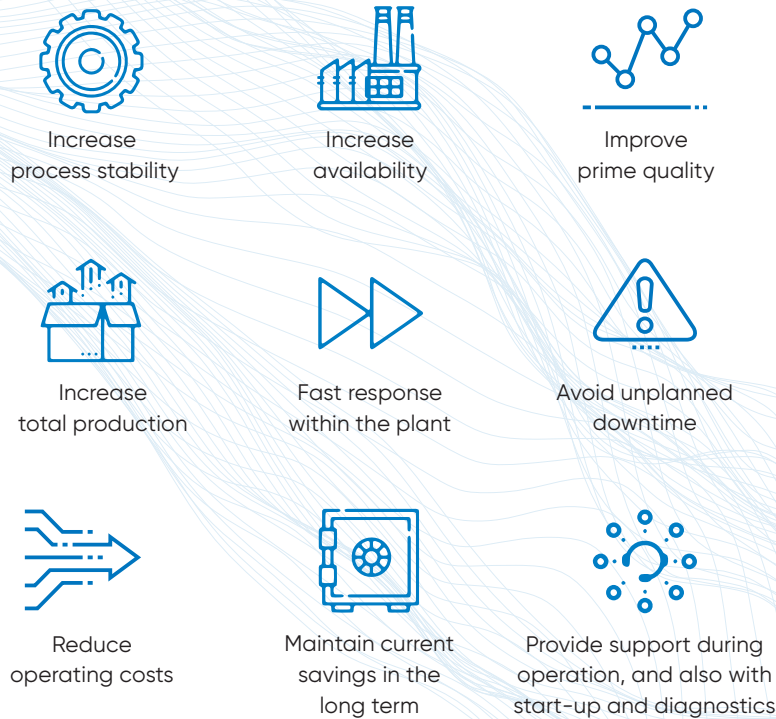 Increase
process stability
Increase
availability
Improve
prime quality
Increase
total production
Fast response
within the plant
Avoid unplanned
downtime
Reduce
operating costs
Maintain current
savings in the
long term
Provide support during
operation, and also with
start-up and diagnostics